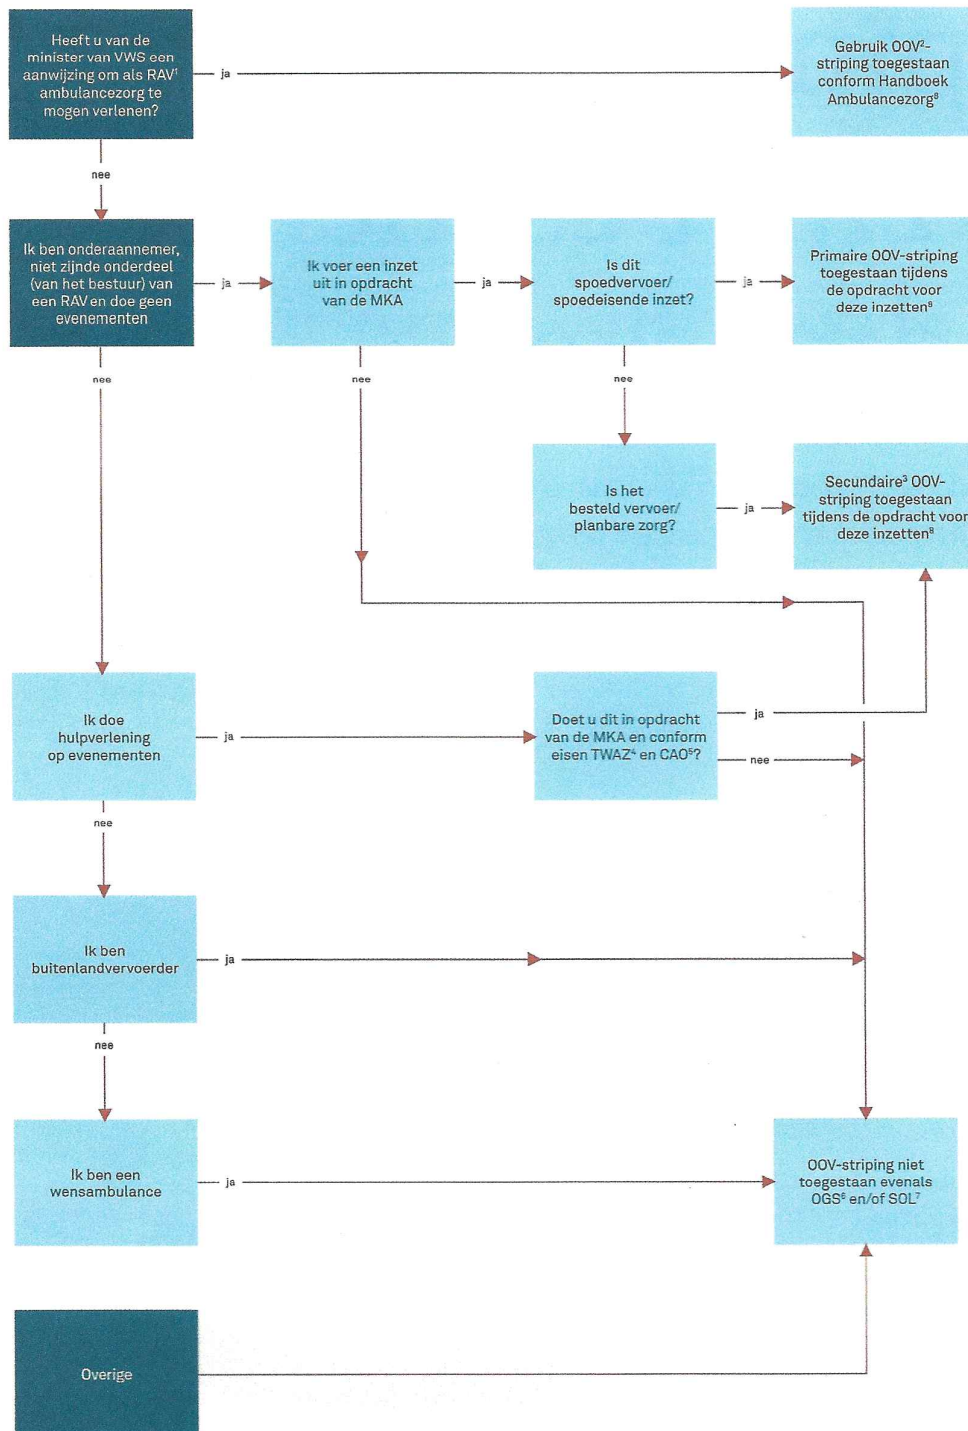 Heeft u van de
minister van VWS een
aanwijzing om als RAV¹
ambulancezorg te
mogen verlenen?
ja
Gebruik OOV²-
striping toegestaan
conform Handboek
Ambulancezorg⁸
nee
Ik ben onderaannemer,
niet zijnde onderdeel
(van het bestuur) van
een RAV en doe geen
evenementen
ja
Ik voer een inzet
uit in opdracht
van de MKA
ja
Is dit
spoedvervoer/
spoedeisende inzet?
ja
Primaire OOV-striping
toegestaan tijdens
de opdracht voor
deze inzetten⁸
nee
nee
nee
Is het
besteld vervoer/
planbare zorg?
ja
Secundaire³ OOV-
striping toegestaan
tijdens de opdracht voor
deze inzetten⁸
Ik doe
hulpverlening
op evenementen
ja
Doet u dit in opdracht
van de MKA en conform
eisen TWAZ⁴ en CAO⁵?
ja
nee
nee
Ik ben
buitenlandvervoerder
ja
nee
Ik ben een
wensambulance
ja
OOV-striping niet
toegestaan evenals
OGS⁶ en/of SOL⁷
Overige